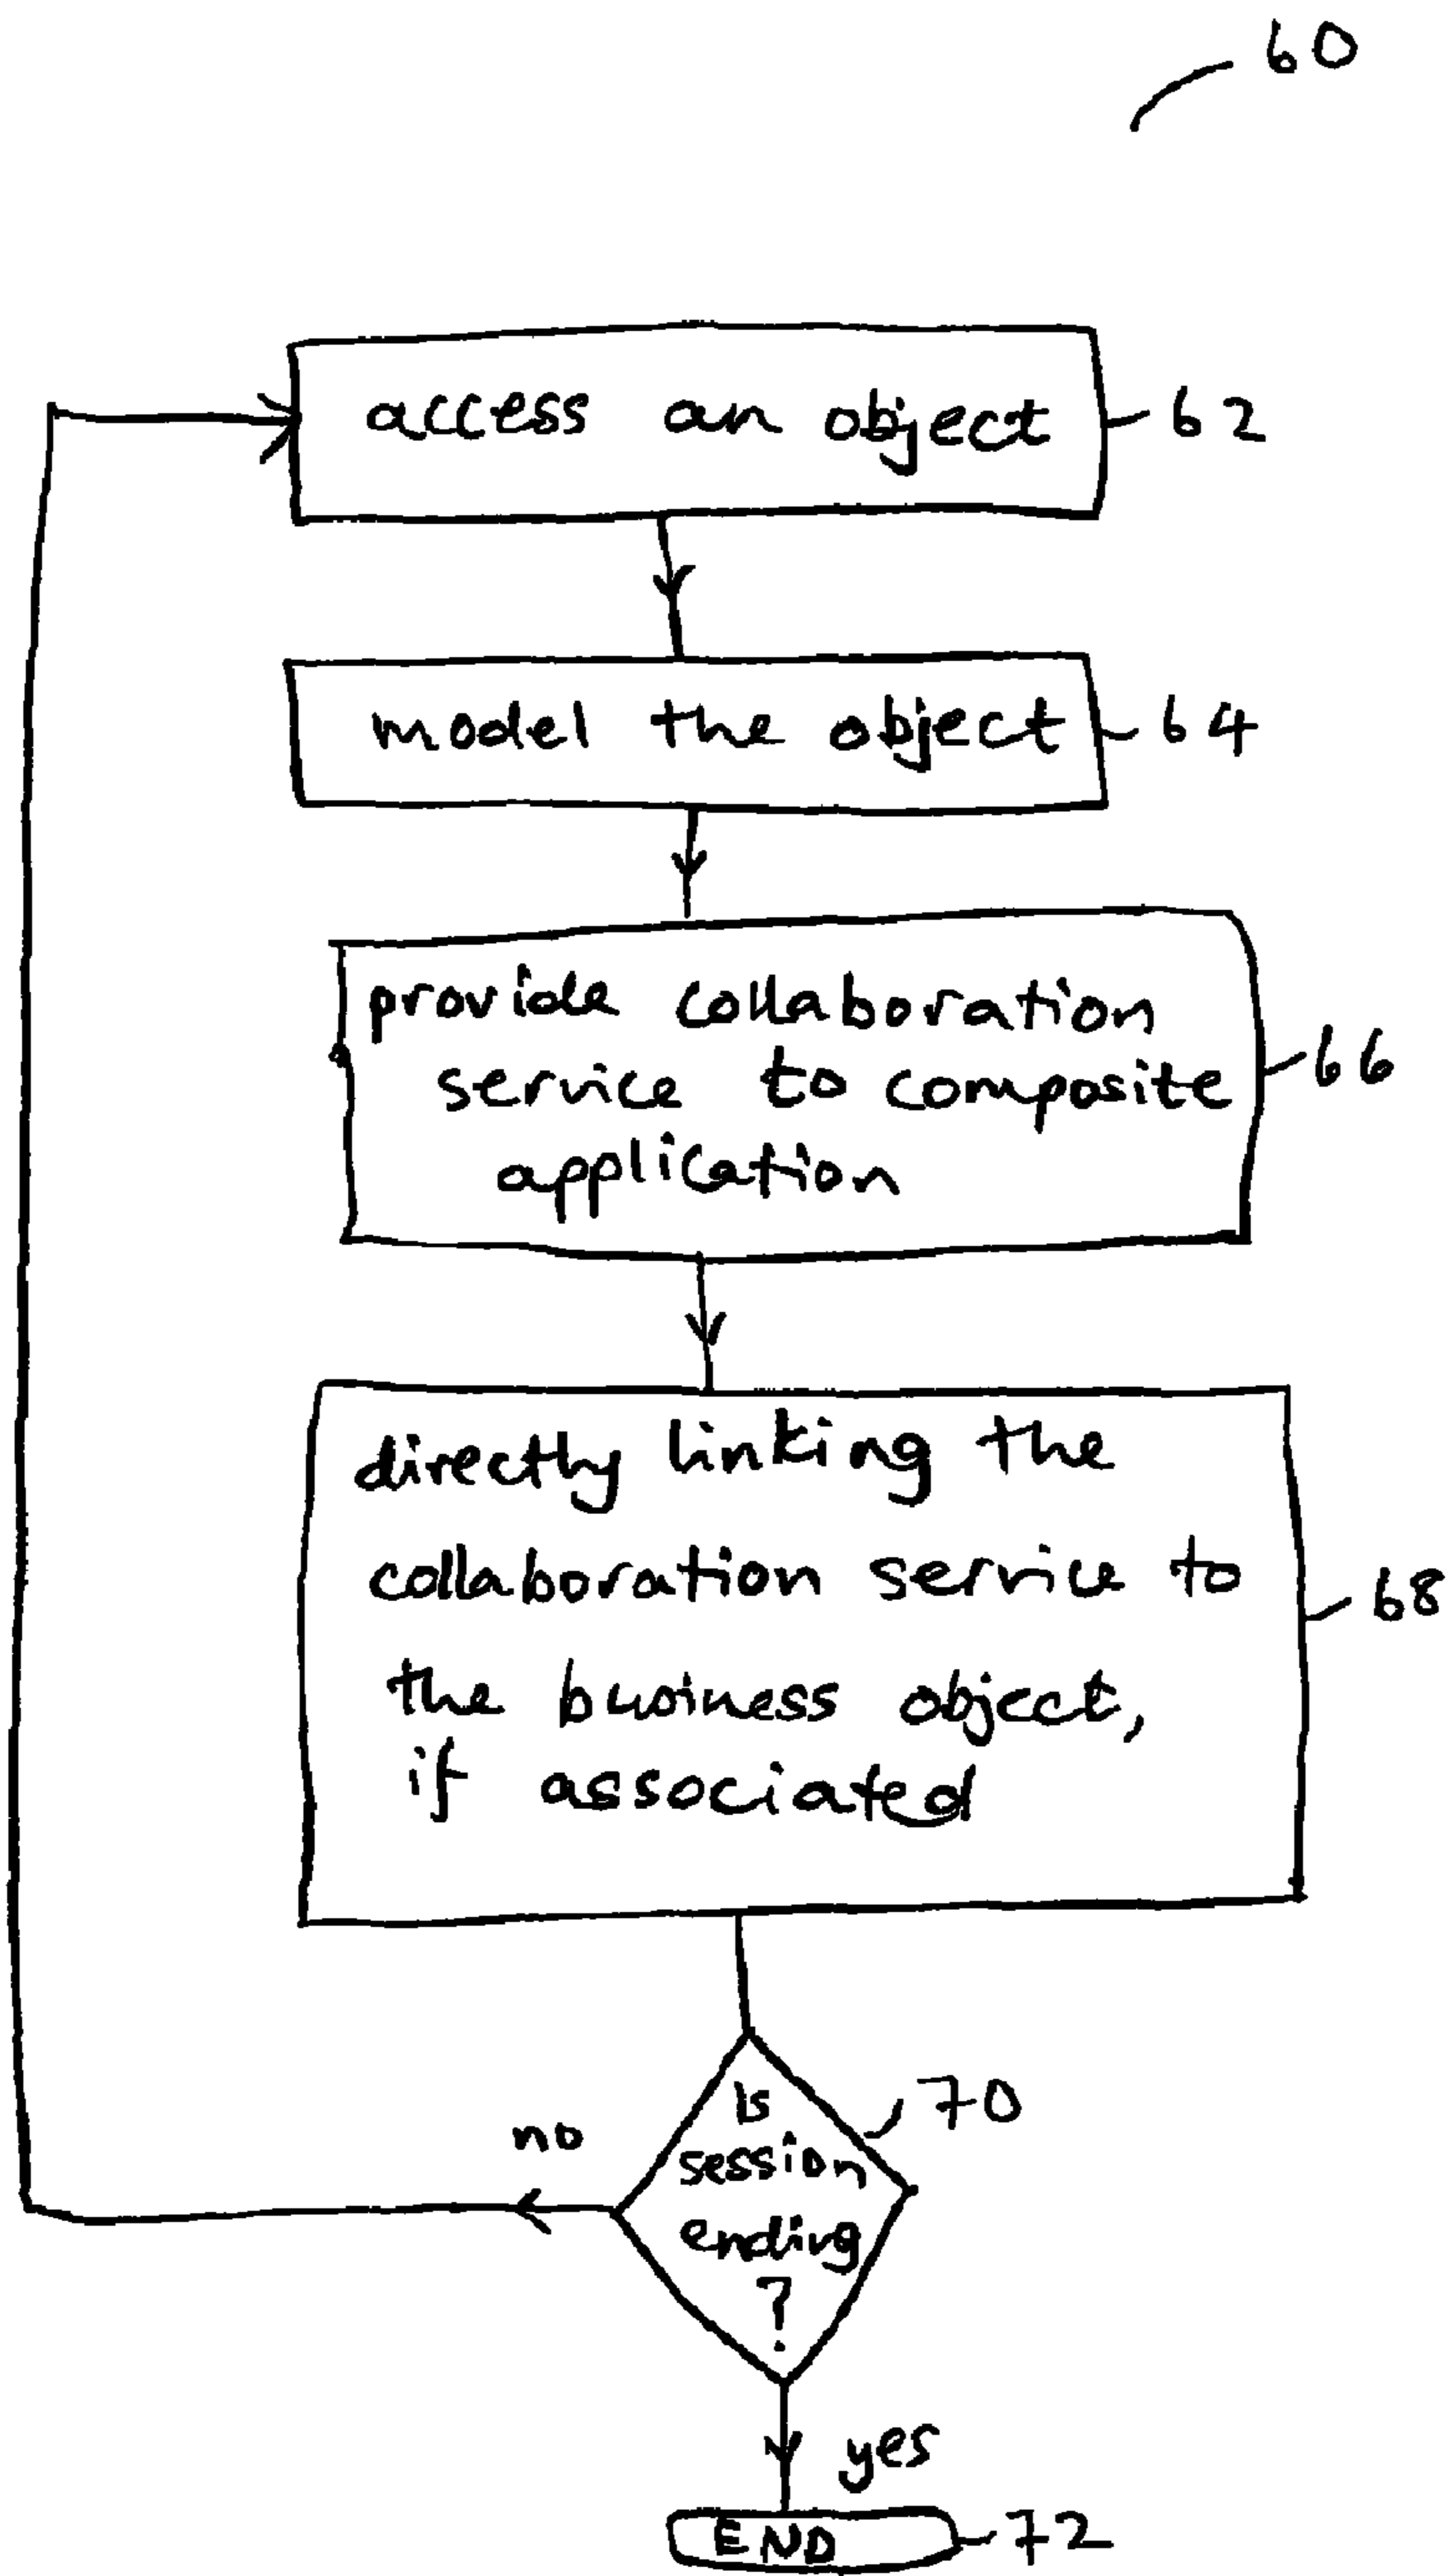 60
access an object
62
model the object
64
provide collaboration
service to composite
application
66
directly linking the
collaboration service to
the business object,
if associated
68
Is
session
ending
?
70
no
yes
END
72